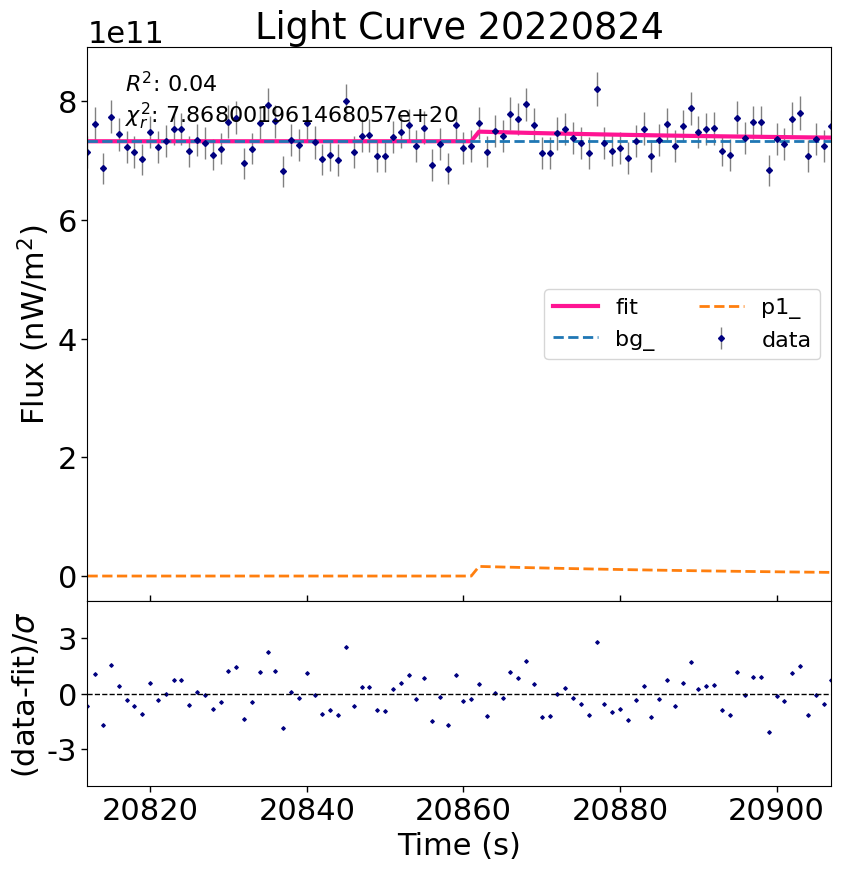 Light Curve 20220824
1e11
R²: 0.04
χ²ᵣ: 7.868001961468057e+20
8
6
4
2
0
Flux (nW/m²)
fit
bg_
p1_
data
3
0
-3
(data-fit)/σ
20820
20840
20860
20880
20900
Time (s)